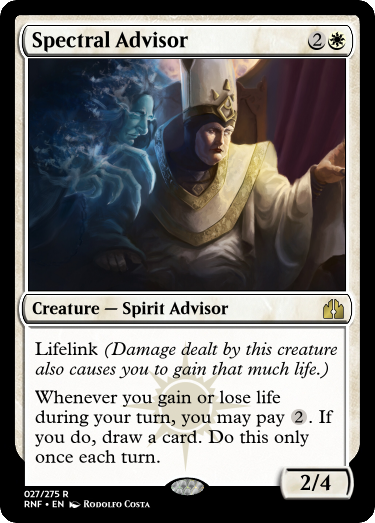 Spectral Advisor 2
Creature — Spirit Advisor
Lifelink (Damage dealt by this creature
also causes you to gain that much life.)
Whenever you gain or lose life
during your turn, you may pay 2. If
you do, draw a card. Do this only
once each turn.
2/4
027/275 R
RNF • EN Rodolfo Costa